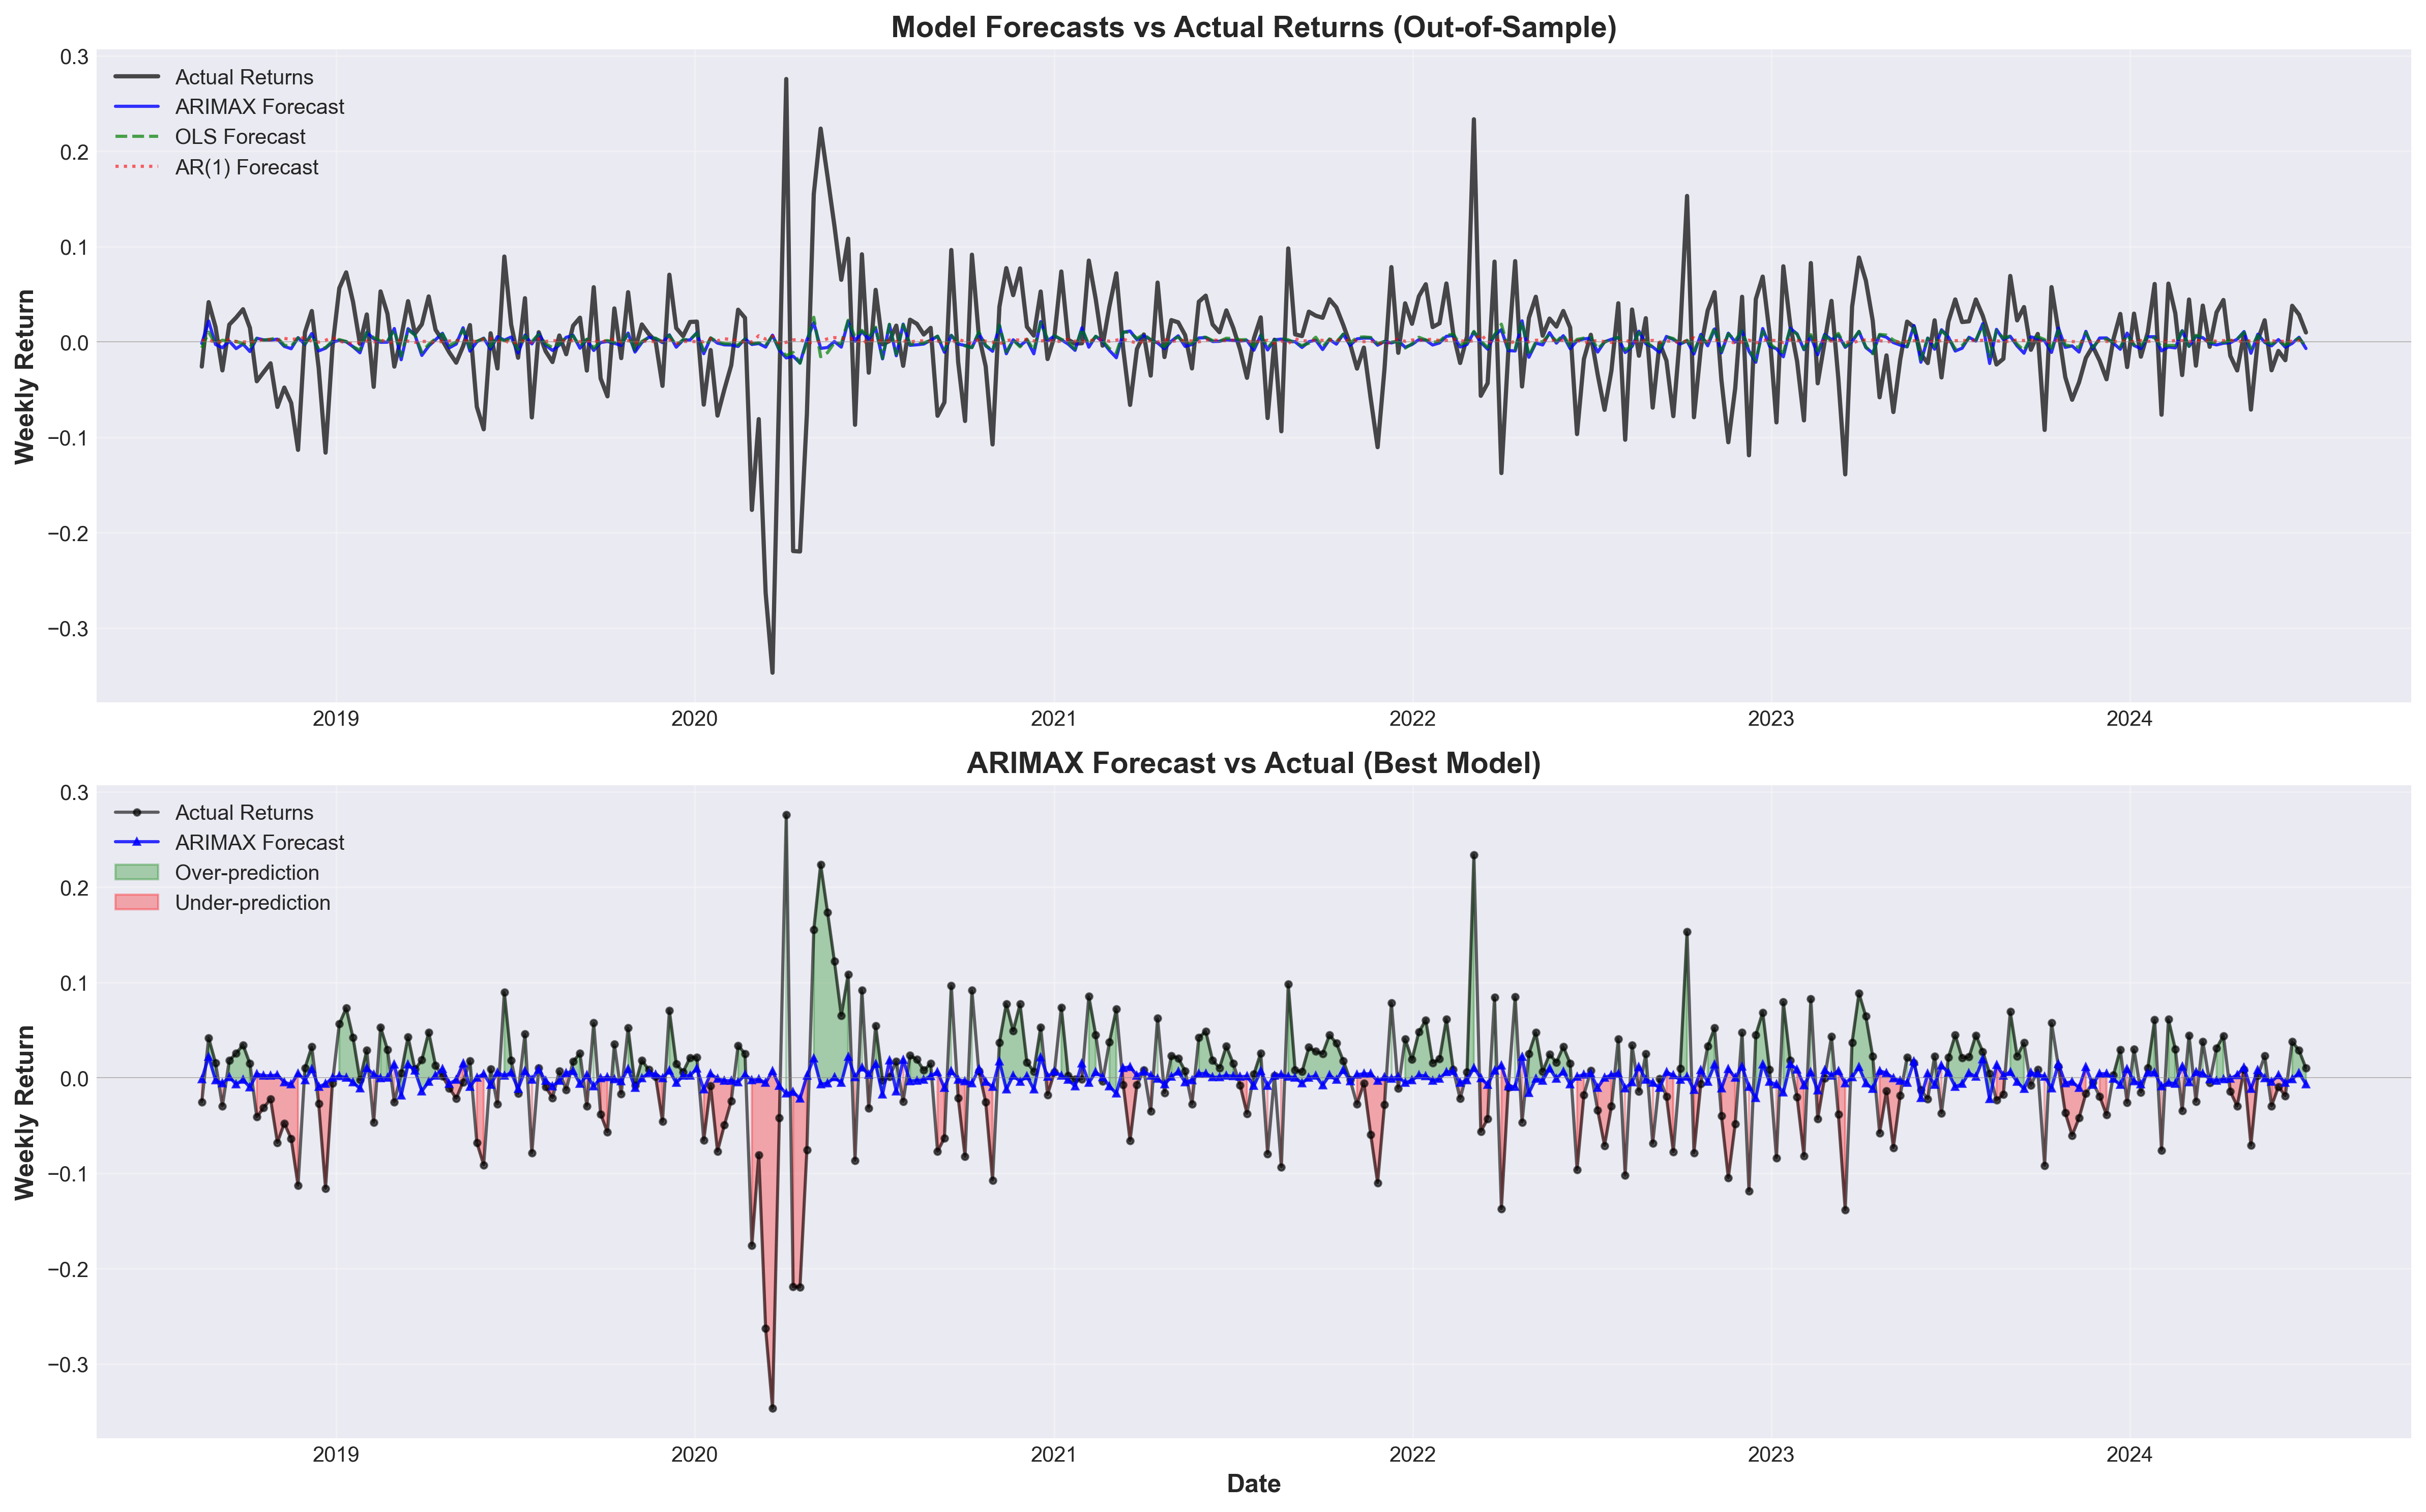 Model Forecasts vs Actual Returns (Out-of-Sample)
Weekly Return
0.3
0.2
0.1
0.0
−0.1
−0.2
−0.3
Actual Returns
ARIMAX Forecast
OLS Forecast
AR(1) Forecast
2019 2020 2021 2022 2023 2024
ARIMAX Forecast vs Actual (Best Model)
Weekly Return
0.3
0.2
0.1
0.0
−0.1
−0.2
−0.3
Actual Returns
ARIMAX Forecast
Over-prediction
Under-prediction
2019 2020 2021 2022 2023 2024
Date